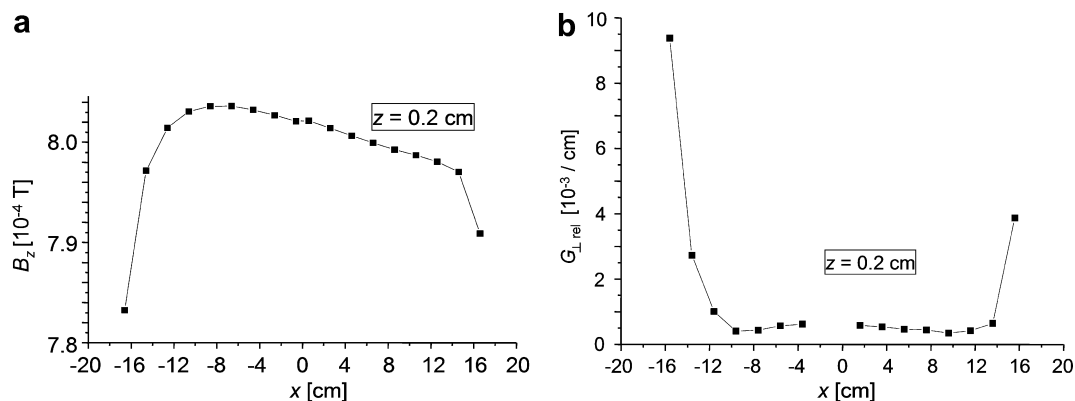 a
8.0
7.9
7.8
B_z [10^-4 T]
z = 0.2 cm
-20 -16 -12 -8 -4 0 4 8 12 16 20
x [cm]
b
10
8
6
4
2
0
G_⊥ rel [10^-3 / cm]
z = 0.2 cm
-20 -16 -12 -8 -4 0 4 8 12 16 20
x [cm]